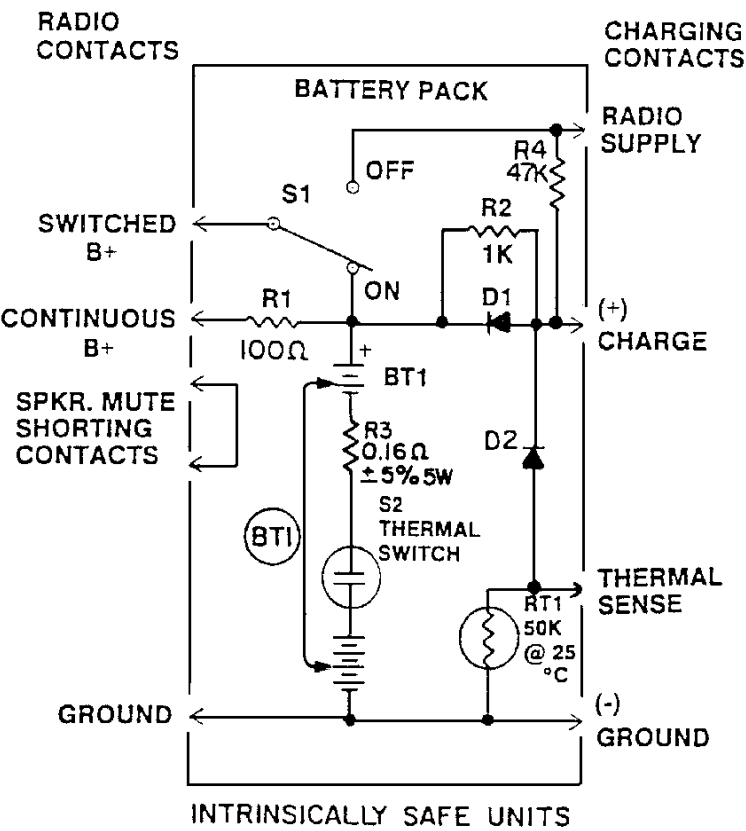 RADIO
CONTACTS
CHARGING
CONTACTS
BATTERY PACK
RADIO
SUPPLY
OFF
R4
47K
S1
R2
1K
SWITCHED
B+
ON
R1
D1
(+)
CHARGE
CONTINUOUS
B+
100Ω
+
BT1
SPKR. MUTE
SHORTING
CONTACTS
R3
0.16Ω
±5% 5W
D2
S2
THERMAL
SWITCH
BT1
THERMAL
SENSE
RT1
50K
@ 25
°C
GROUND
(-)
GROUND
INTRINSICALLY SAFE UNITS